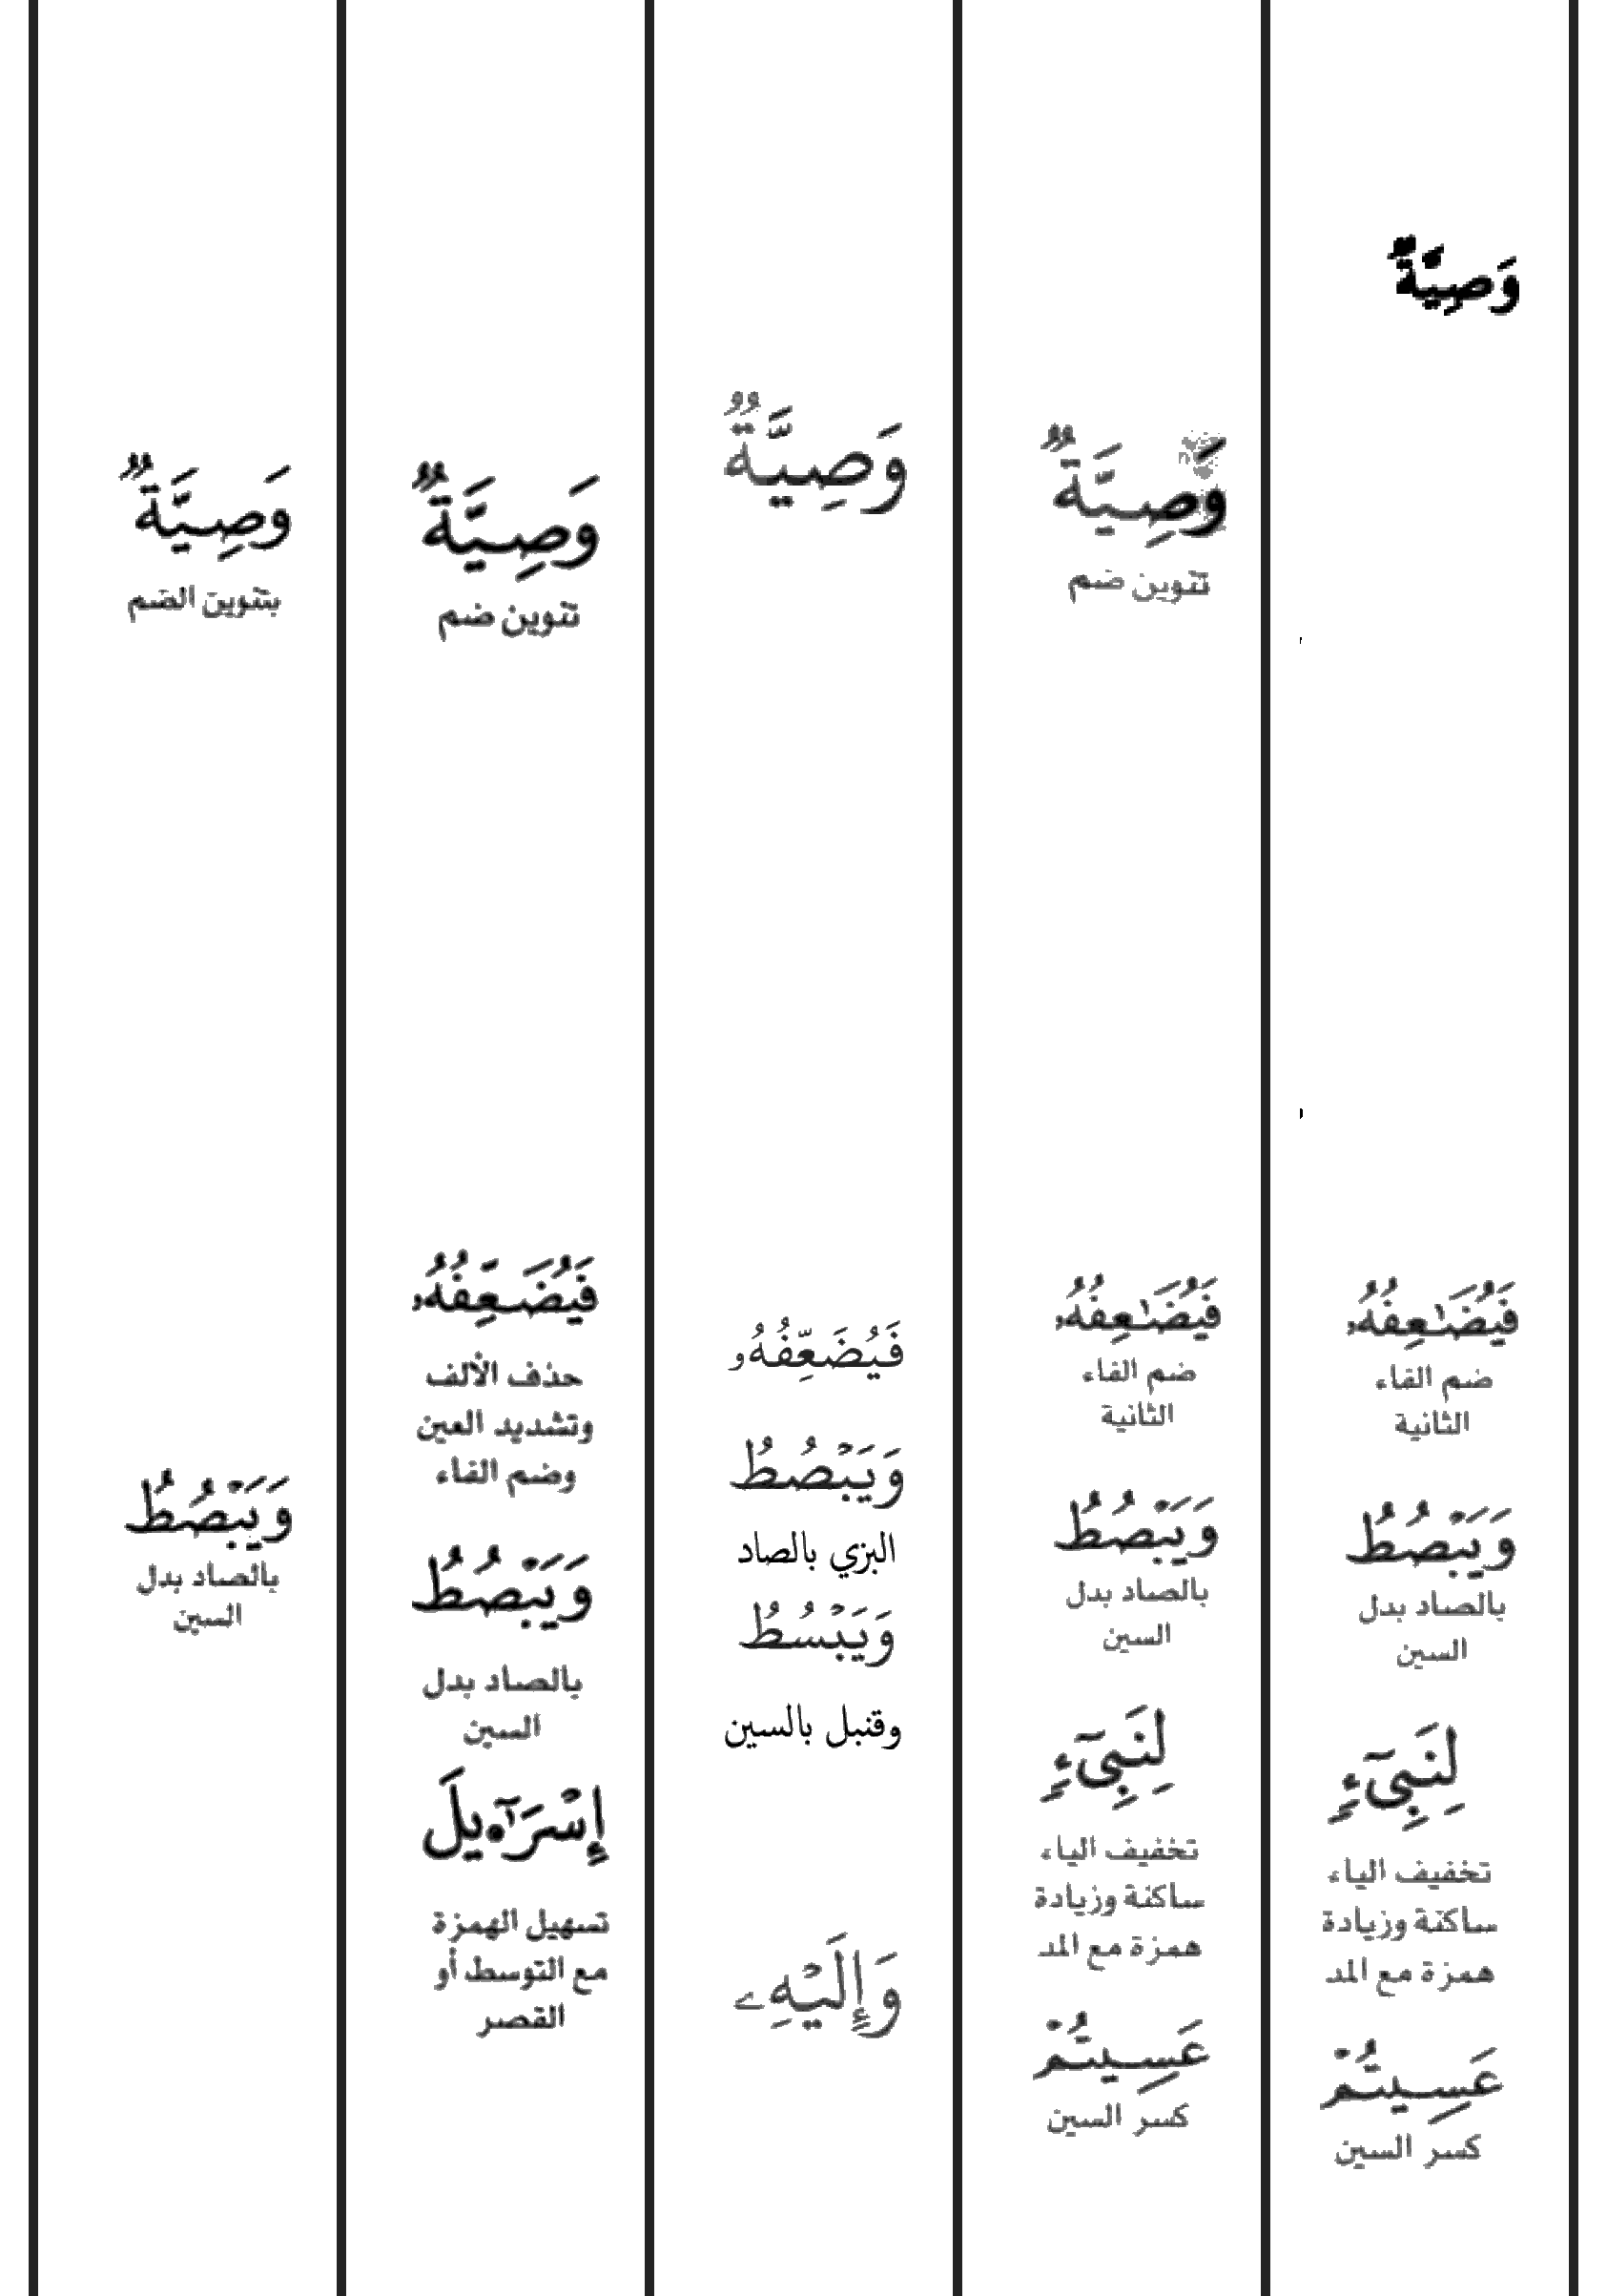 وَصِيَّةٌ
فَيُضَٰعِفُهُۥ
ضم الفاء
الثانية
وَيَبْصُطُ
بالصاد بدل
السين
لِنَبِيٓءٍ
تخفيف الياء
ساكنة وزيادة
همزة مع المد
عَسِيتُمْ
كسر السين
وَصِيَّةٌ
تنوين ضم
فَيُضَٰعِفُهُۥ
ضم الفاء
الثانية
وَيَبْصُطُ
بالصاد بدل
السين
لِنَبِيٓءٍ
تخفيف الياء
ساكنة وزيادة
همزة مع المد
عَسِيتُمْ
كسر السين
وَصِيَّةٌ
فَيُضَعِّفُهُۥ
وَيَبْصُطُ
البزي بالصاد
وَيَبْسُطُ
وقنبل بالسين
وَإِلَيْهِۦ
وَصِيَّةٌ
تنوين ضم
فَيُضَعِّفُهُۥ
حذف الألف
وتشديد العين
وضم الفاء
وَيَبْصُطُ
بالصاد بدل
السين
إِسْرَٰٓ•يلَ
تسهيل الهمزة
مع التوسط أو
القصر
وَصِيَّةٌ
بتنوين الضم
وَيَبْصُطُ
بالصاد بدل
السين